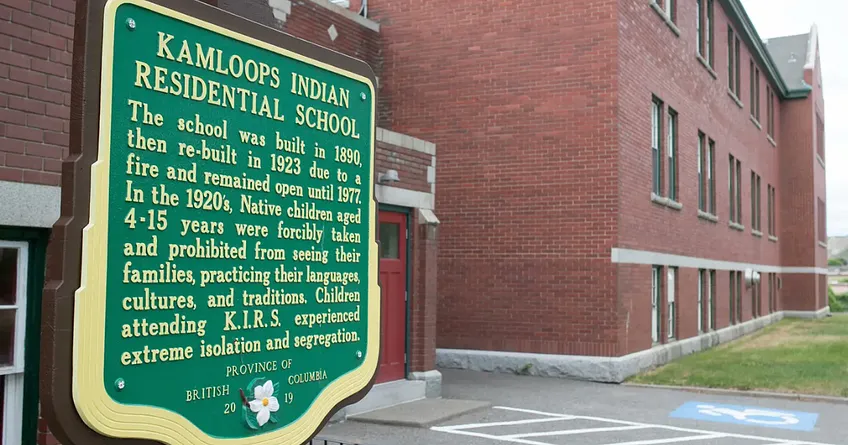 KAMLOOPS INDIAN
RESIDENTIAL SCHOOL
The school was built in 1890,
then re-built in 1923 due to a
fire and remained open until 1977.
In the 1920's, Native children aged
4-15 years were forcibly taken
and prohibited from seeing their
families, practicing their languages,
cultures, and traditions. Children
attending K.I.R.S. experienced
extreme isolation and segregation.
PROVINCE OF
BRITISH COLUMBIA
20 19